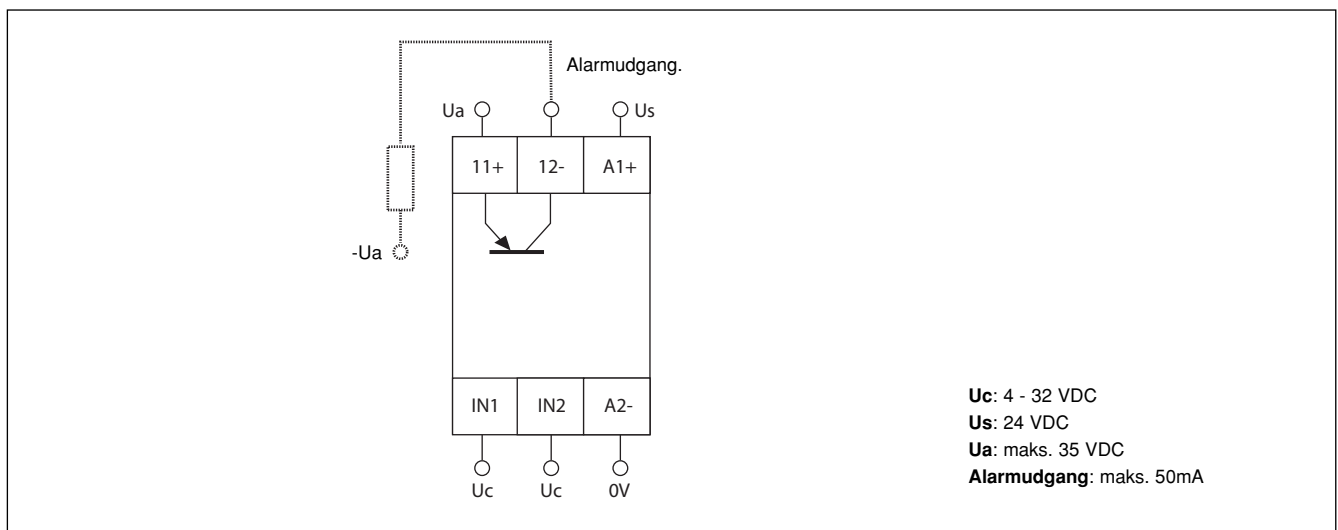 Alarmudgang.
Ua
Us
11+
12-
A1+
-Ua
IN1
IN2
A2-
Uc
Uc
0V
Uc: 4 - 32 VDC
Us: 24 VDC
Ua: maks. 35 VDC
Alarmudgang: maks. 50mA